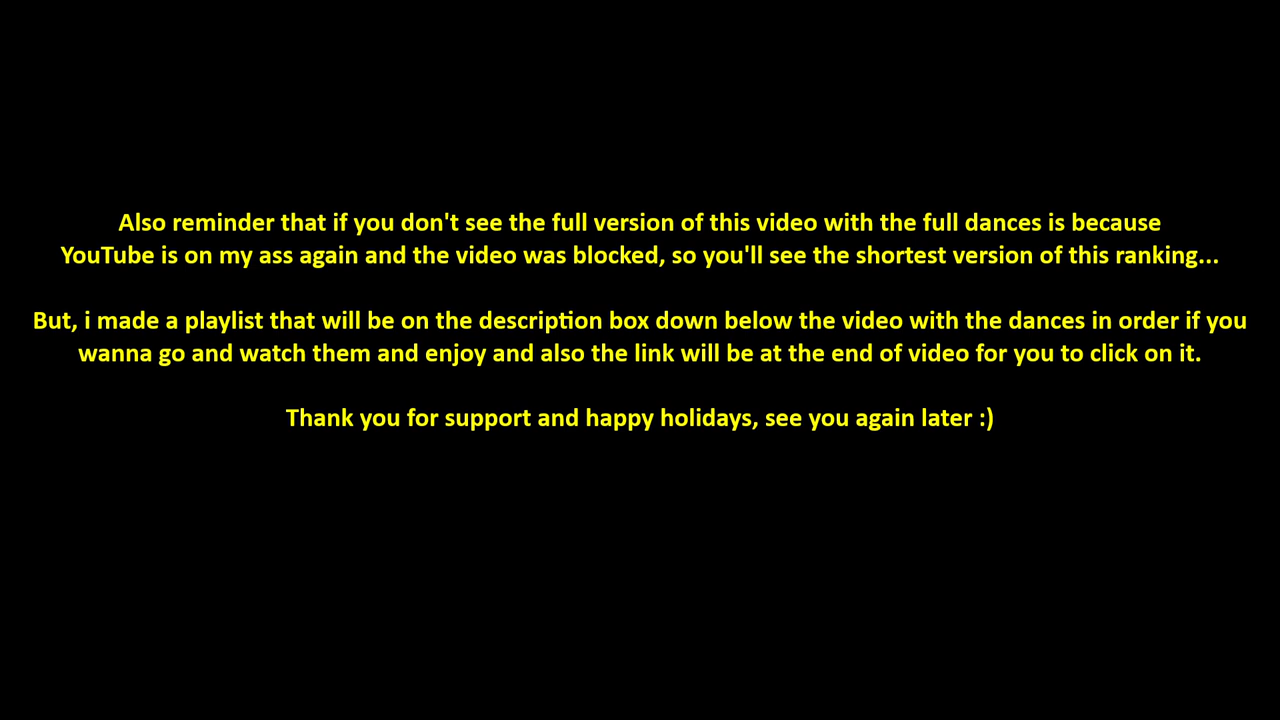 Also reminder that if you don't see the full version of this video with the full dances is because
YouTube is on my ass again and the video was blocked, so you'll see the shortest version of this ranking...
But, i made a playlist that will be on the description box down below the video with the dances in order if you
wanna go and watch them and enjoy and also the link will be at the end of video for you to click on it.
Thank you for support and happy holidays, see you again later :)